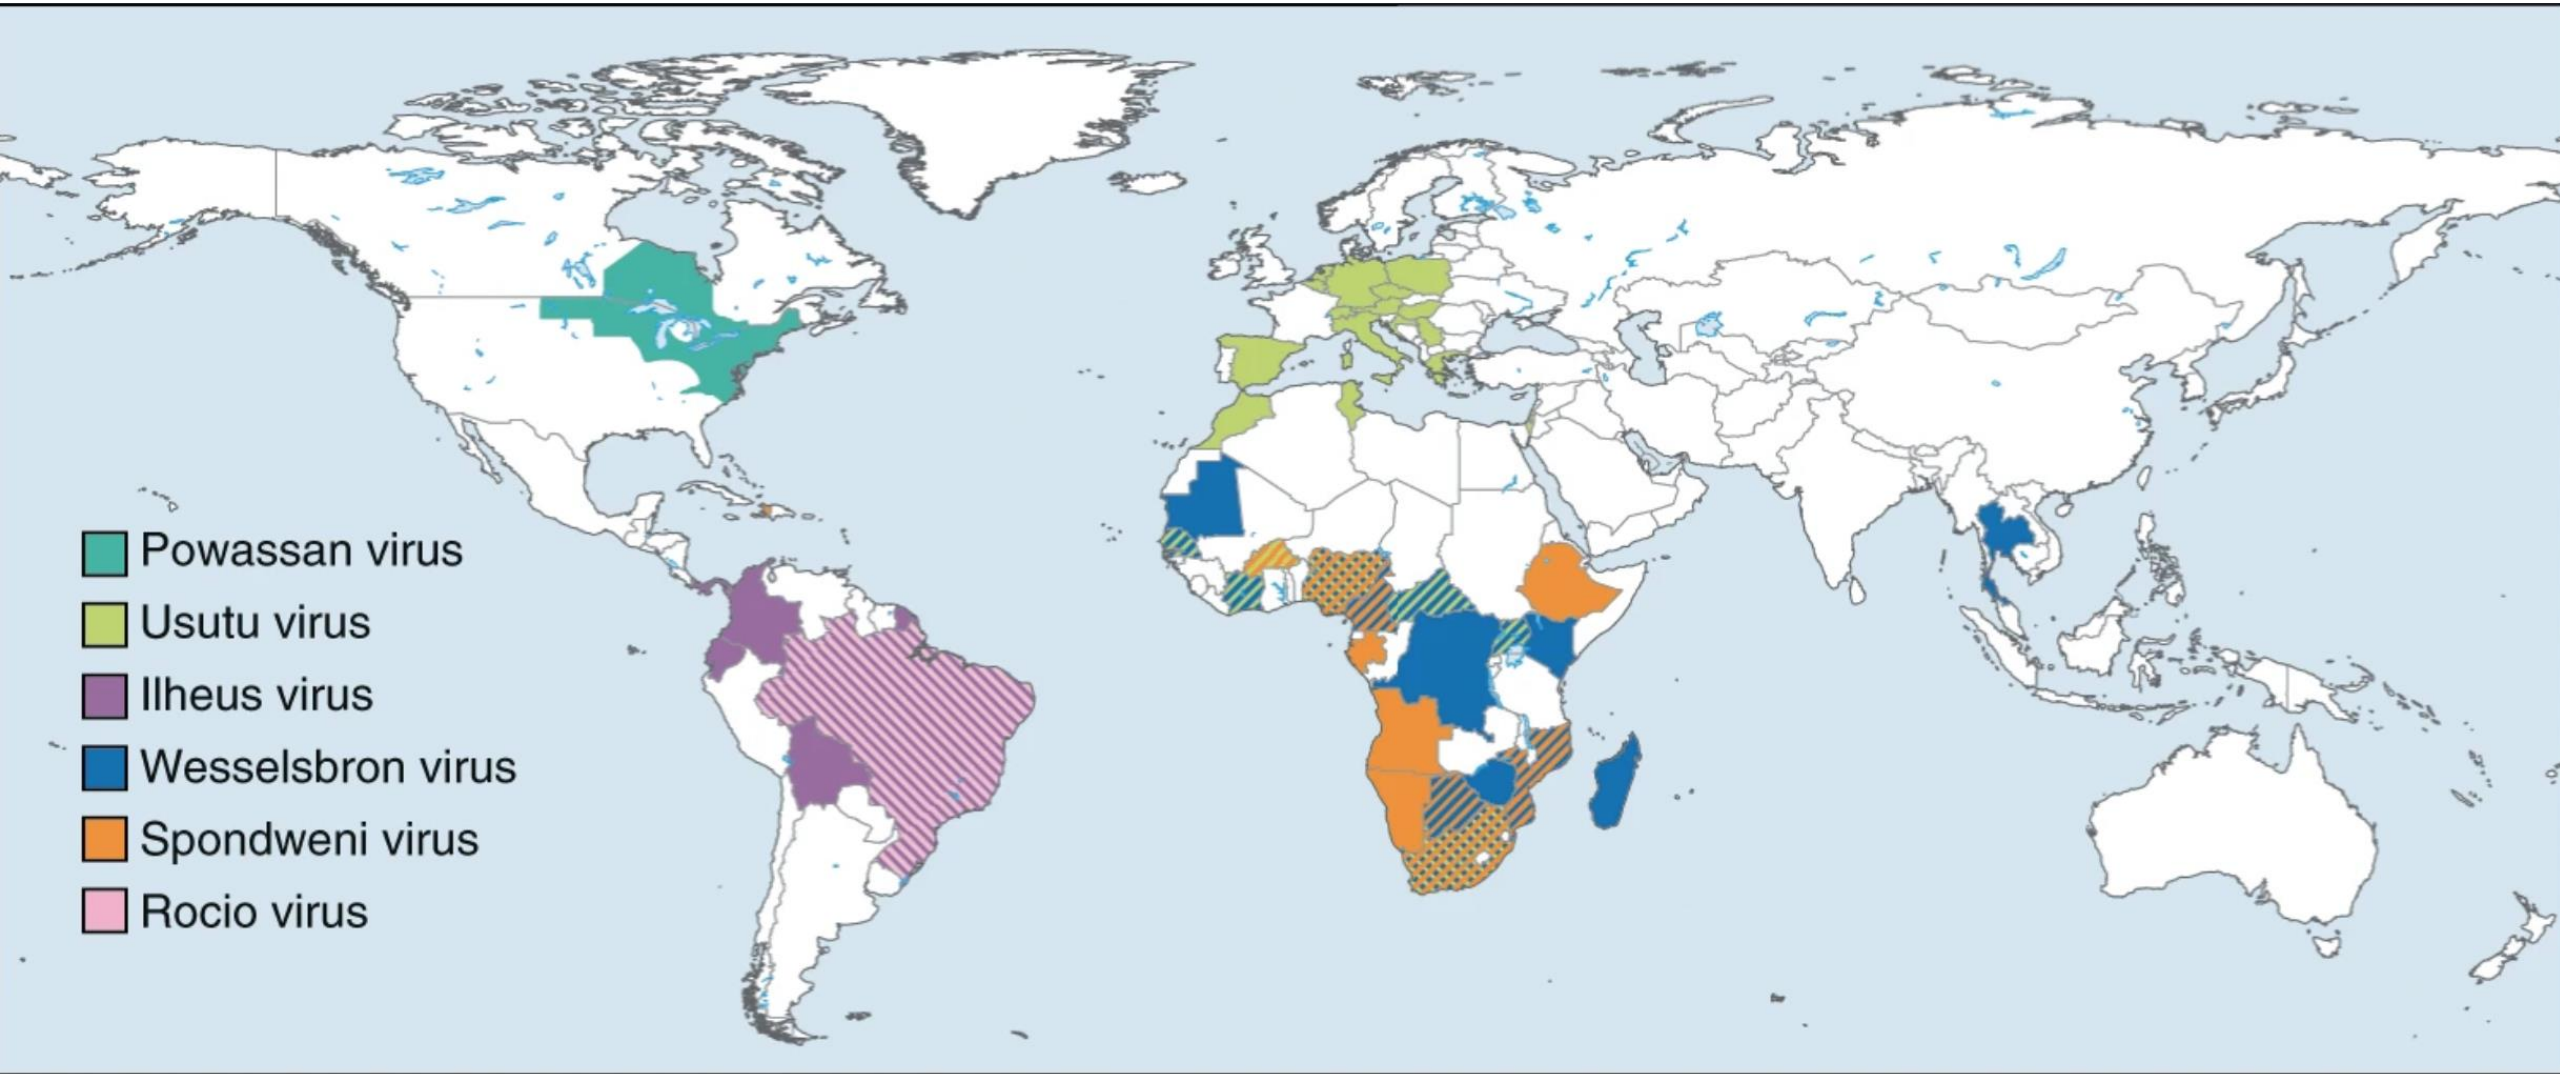 Powassan virus
Usutu virus
Ilheus virus
Wesselsbron virus
Spondweni virus
Rocio virus